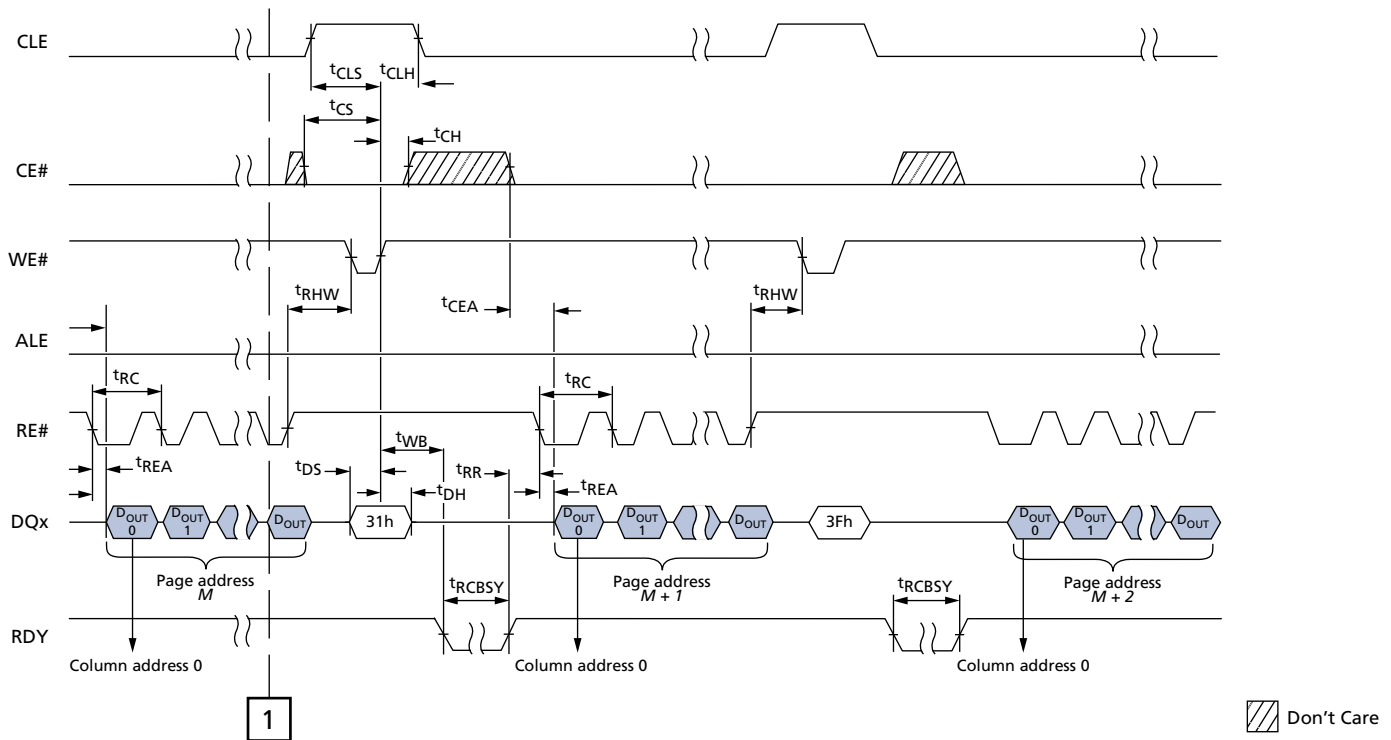 CLE
tCLS
tCLH
tCS
tCH
CE#
WE#
tRHW
tCEA
tRHW
ALE
tRC
tRC
RE#
tWB
tREA
tDS
tRR
tDH
tREA
DQx
DOUT
0
DOUT
1
DOUT
31h
DOUT
0
DOUT
1
DOUT
3Fh
DOUT
0
DOUT
1
DOUT
Page address
M
tRCBSY
Page address
M + 1
tRCBSY
Page address
M + 2
RDY
Column address 0
Column address 0
Column address 0
1
Don't Care